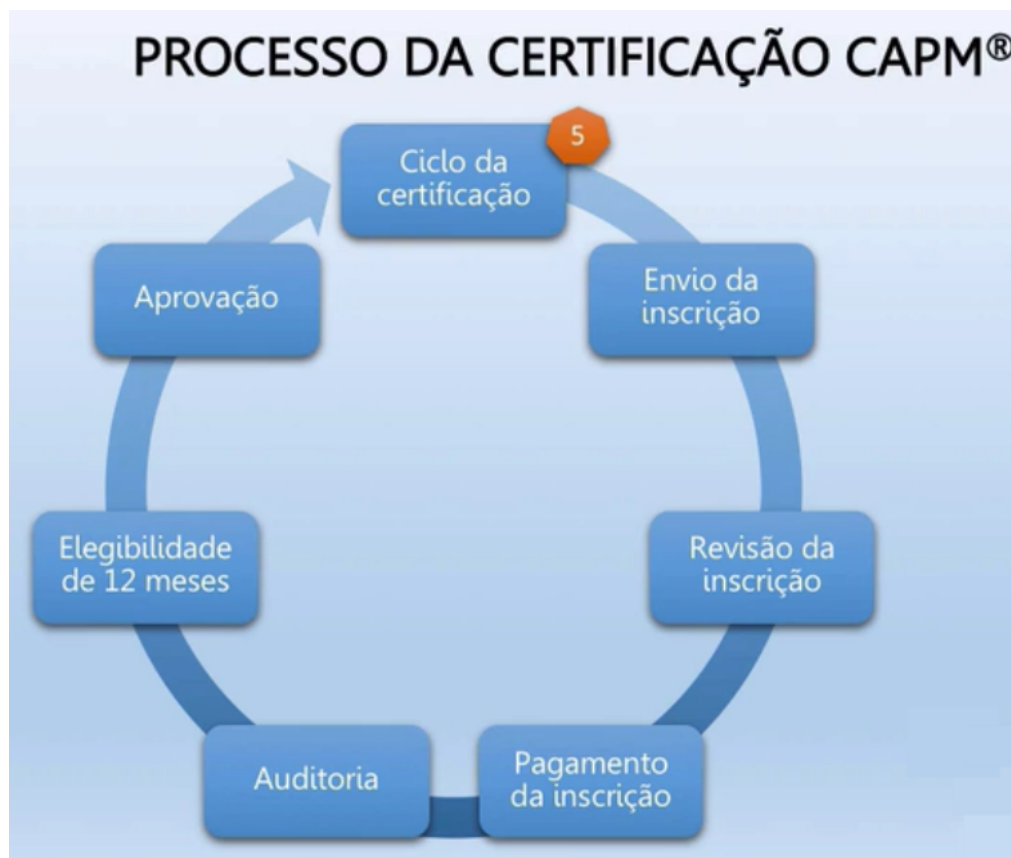 PROCESSO DA CERTIFICAÇÃO CAPM®
5
Ciclo da
certificação
Envio da
inscrição
Revisão da
inscrição
Pagamento
da inscrição
Auditoria
Elegibilidade
de 12 meses
Aprovação